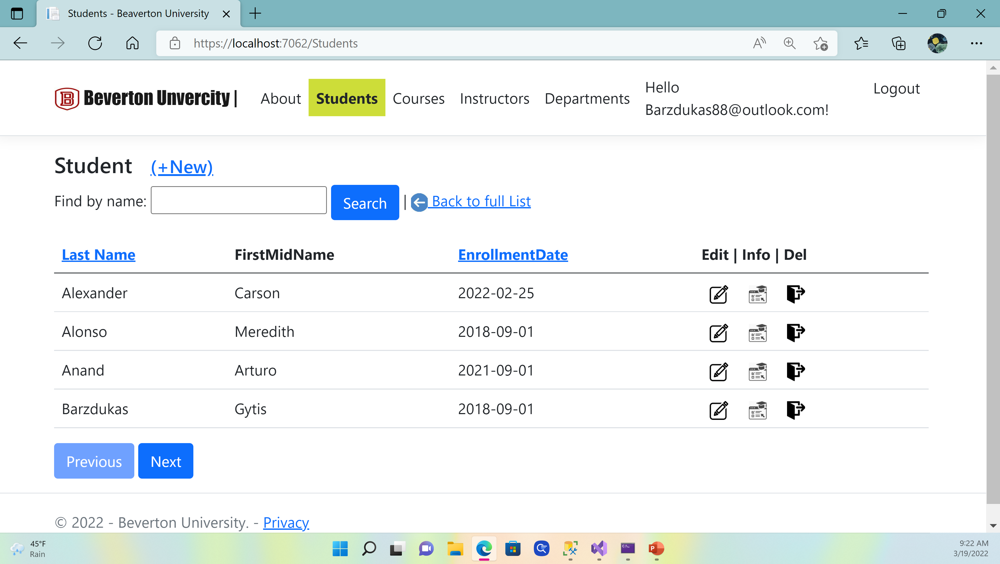 Students - Beaverton University
https://localhost:7062/Students
B Beverton Unvercity |
About Students Courses Instructors Departments
Hello
Barzdukas88@outlook.com!
Logout
Student (+New)
Find by name: Search | Back to full List
Last Name FirstMidName EnrollmentDate Edit | Info | Del
Alexander Carson 2022-02-25
Alonso Meredith 2018-09-01
Anand Arturo 2021-09-01
Barzdukas Gytis 2018-09-01
Previous Next
© 2022 - Beverton University. - Privacy
45°F
Rain
9:22 AM
3/19/2022